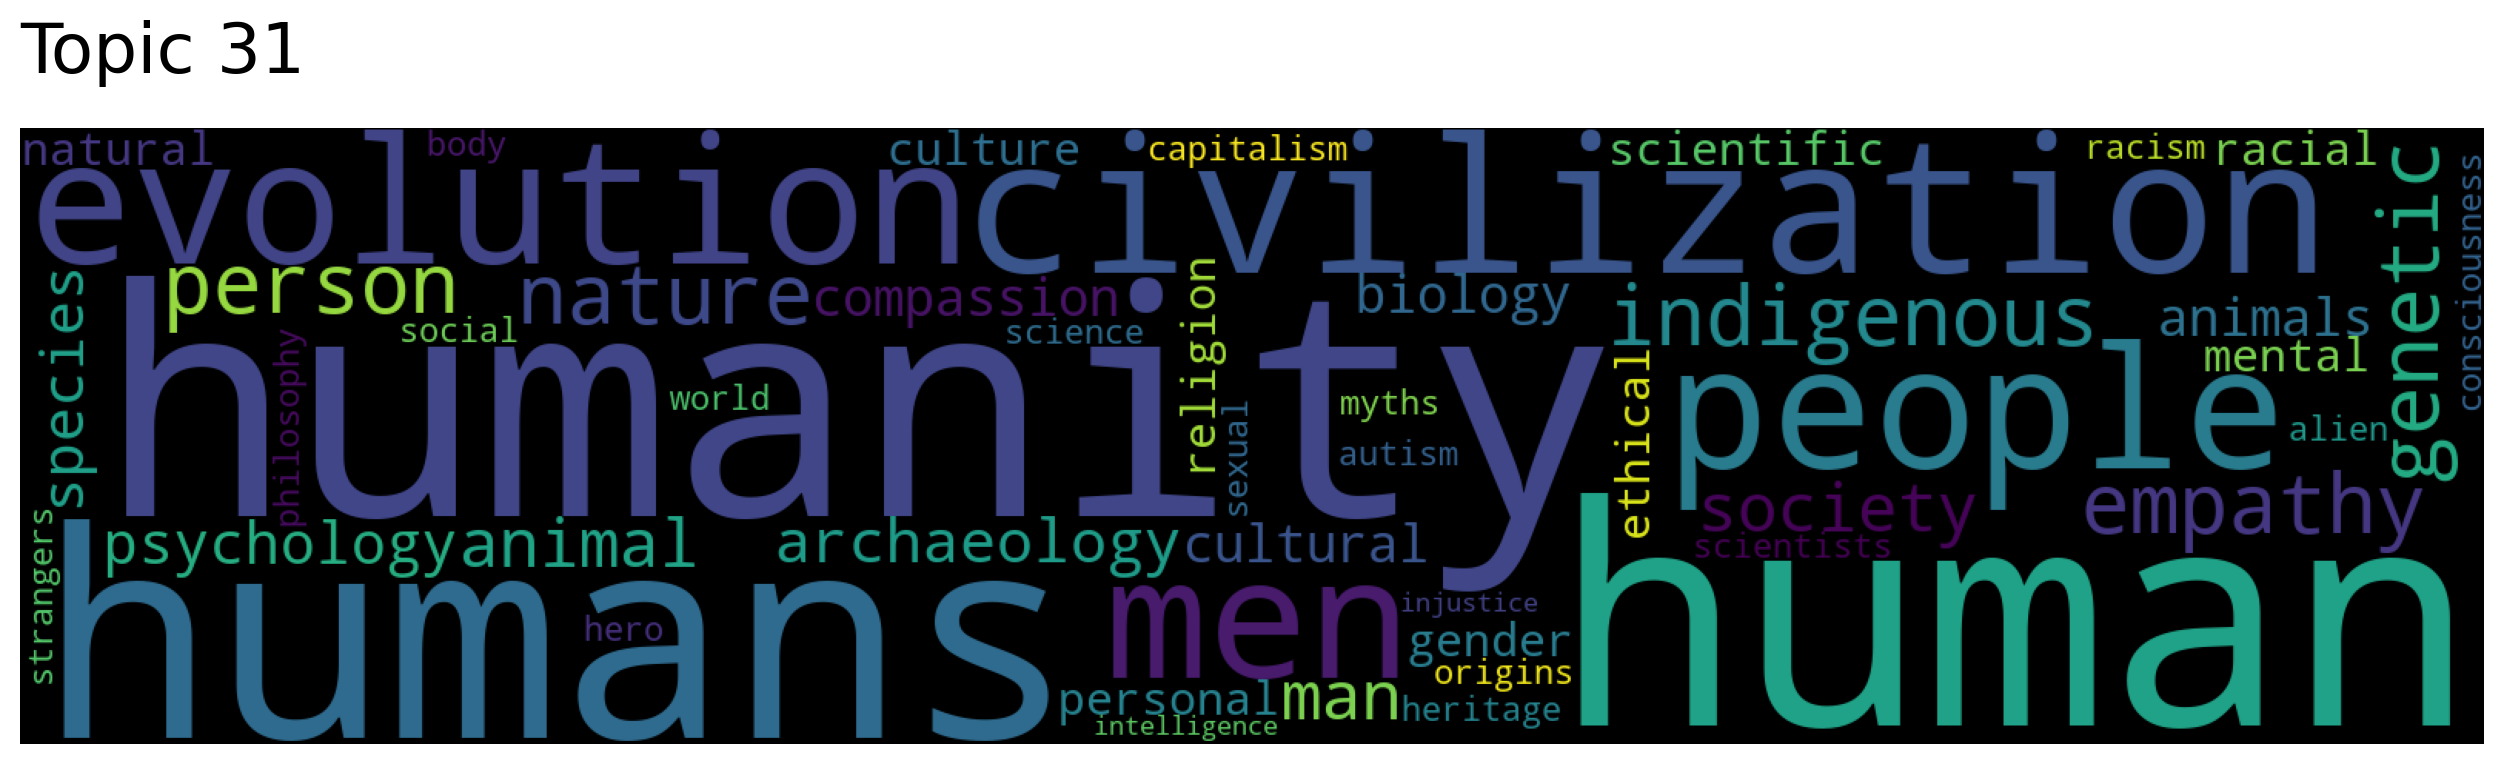 Topic 31
natural
body
culture
capitalism
scientific
racism
racial
evolution
civilization
genetic
consciousness
species
person
nature
compassion
religion
biology
indigenous
animals
social
science
mental
humanity
philosophy
world
sexual
myths
autism
ethical
people
alien
strangers
psychology
animal
archaeology
cultural
society
empathy
scientists
humans
hero
men
injustice
gender
origins
human
personal
man
heritage
intelligence